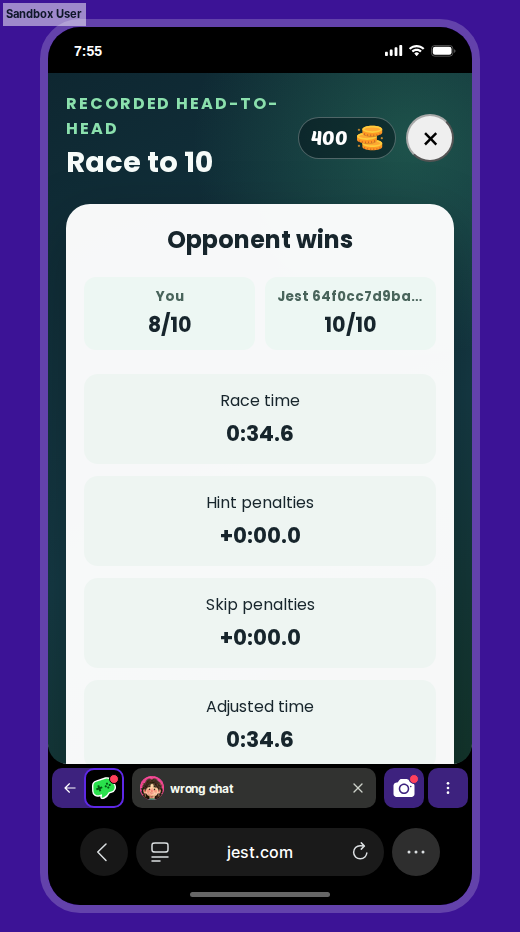 Sandbox User
7:55
RECORDED HEAD-TO-
HEAD
Race to 10
400
Opponent wins
You
8/10
Jest 64f0cc7d9ba...
10/10
Race time
0:34.6
Hint penalties
+0:00.0
Skip penalties
+0:00.0
Adjusted time
0:34.6
wrong chat
jest.com